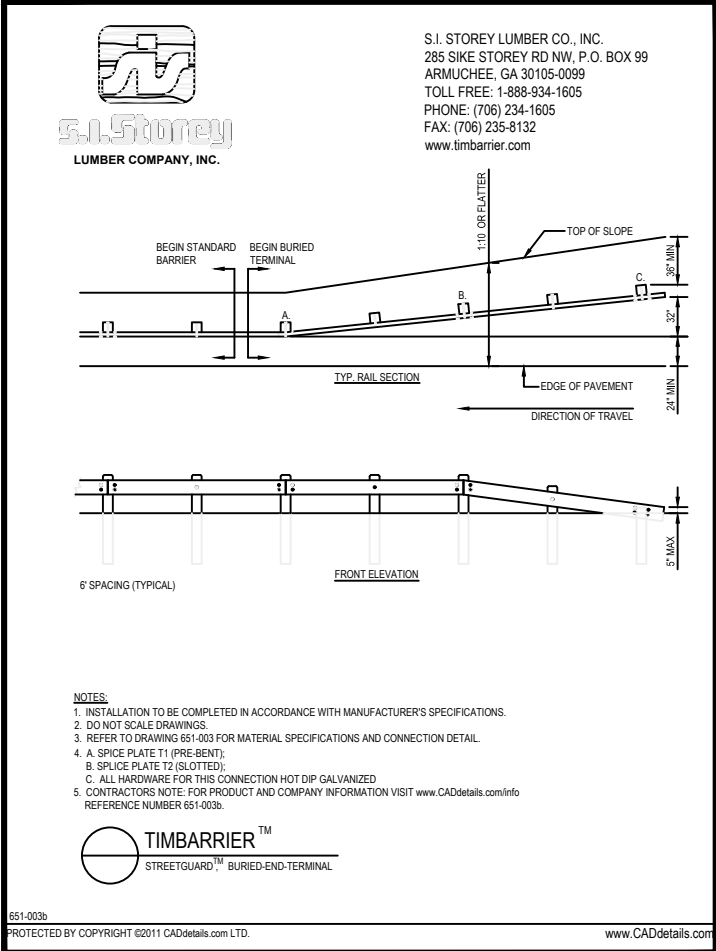 s.i.Storey
LUMBER COMPANY, INC.
S.I. STOREY LUMBER CO., INC.
285 SIKE STOREY RD NW, P.O. BOX 99
ARMUCHEE, GA 30105-0099
TOLL FREE: 1-888-934-1605
PHONE: (706) 234-1605
FAX: (706) 235-8132
www.timbarrier.com
1:10 OR FLATTER
TOP OF SLOPE
36" MIN
BEGIN STANDARD
BARRIER
BEGIN BURIED
TERMINAL
A.
B.
C.
32"
24" MIN
TYP. RAIL SECTION
EDGE OF PAVEMENT
DIRECTION OF TRAVEL
5" MAX
FRONT ELEVATION
6' SPACING (TYPICAL)
NOTES:
1. INSTALLATION TO BE COMPLETED IN ACCORDANCE WITH MANUFACTURER'S SPECIFICATIONS.
2. DO NOT SCALE DRAWINGS.
3. REFER TO DRAWING 651-003 FOR MATERIAL SPECIFICATIONS AND CONNECTION DETAIL.
4. A. SPICE PLATE T1 (PRE-BENT);
B. SPLICE PLATE T2 (SLOTTED);
C. ALL HARDWARE FOR THIS CONNECTION HOT DIP GALVANIZED
5. CONTRACTORS NOTE: FOR PRODUCT AND COMPANY INFORMATION VISIT www.CADdetails.com/info
REFERENCE NUMBER 651-003b.
TIMBARRIER™
STREETGUARD™, BURIED-END-TERMINAL
651-003b
PROTECTED BY COPYRIGHT ©2011 CADdetails.com LTD.
www.CADdetails.com